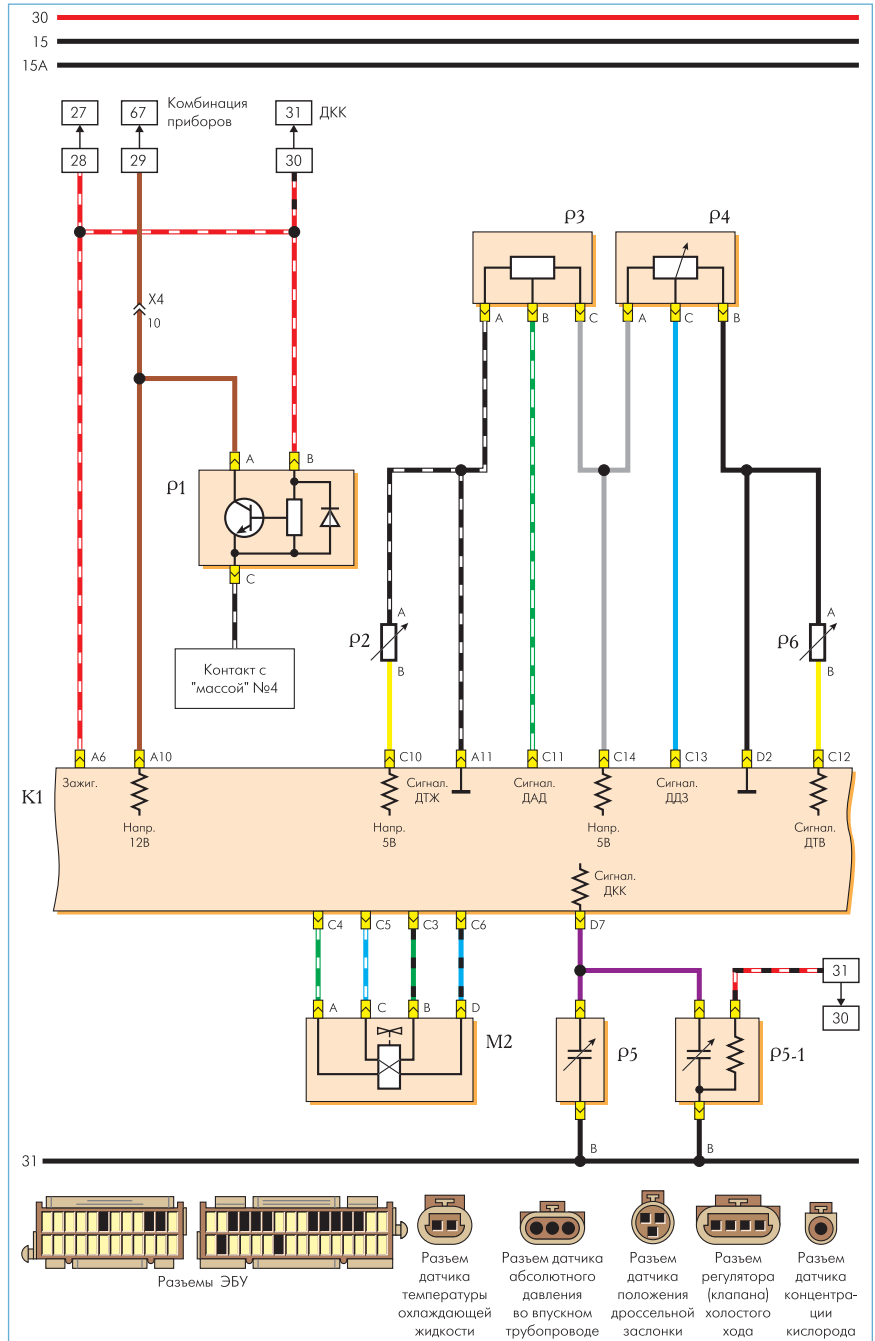 30
15
15А
27
67
Комбинация
приборов
31
ДКК
28
29
30
P3
P4
X4
10
A
B
C
A
C
B
A
B
P1
C
P2
A
B
P6
A
B
Контакт с
"массой" №4
A6
A10
C10
A11
C11
C14
C13
D2
C12
K1
Зажиг.
Напр.
12В
Напр.
5В
Сигнал.
ДТЖ
Сигнал.
ДАД
Напр.
5В
Сигнал.
ДДЗ
Сигнал.
ДТВ
Сигнал.
ДКК
C4
C5
C3
C6
D7
A
C
B
D
M2
P5
P5-1
31
30
B
B
31
Разъемы ЭБУ
Разъем
датчика
температуры
охлаждающей
жидкости
Разъем датчика
абсолютного
давления
во впускном
трубопроводе
Разъем
датчика
положения
дроссельной
заслонки
Разъем
регулятора
(клапана)
холостого
хода
Разъем
датчика
концентра-
ции
кислорода